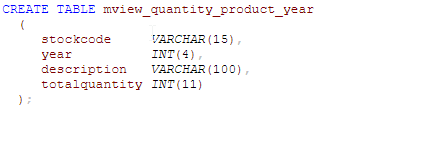 CREATE TABLE mview_quantity_product_year
(
stockcode VARCHAR(15),
year INT(4),
description VARCHAR(100),
totalquantity INT(11)
);